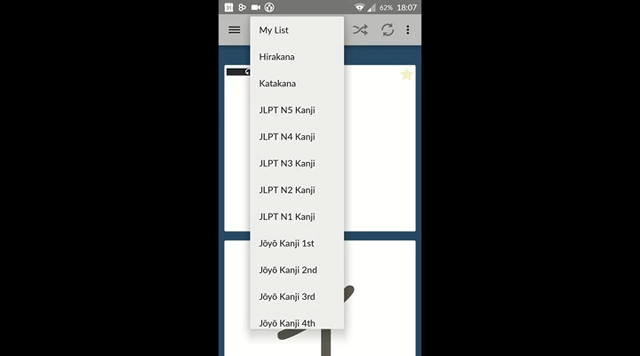 31
62% 18:07
My List
Hirakana
Katakana
JLPT N5 Kanji
JLPT N4 Kanji
JLPT N3 Kanji
JLPT N2 Kanji
JLPT N1 Kanji
Jōyō Kanji 1st
Jōyō Kanji 2nd
Jōyō Kanji 3rd
Jōyō Kanji 4th